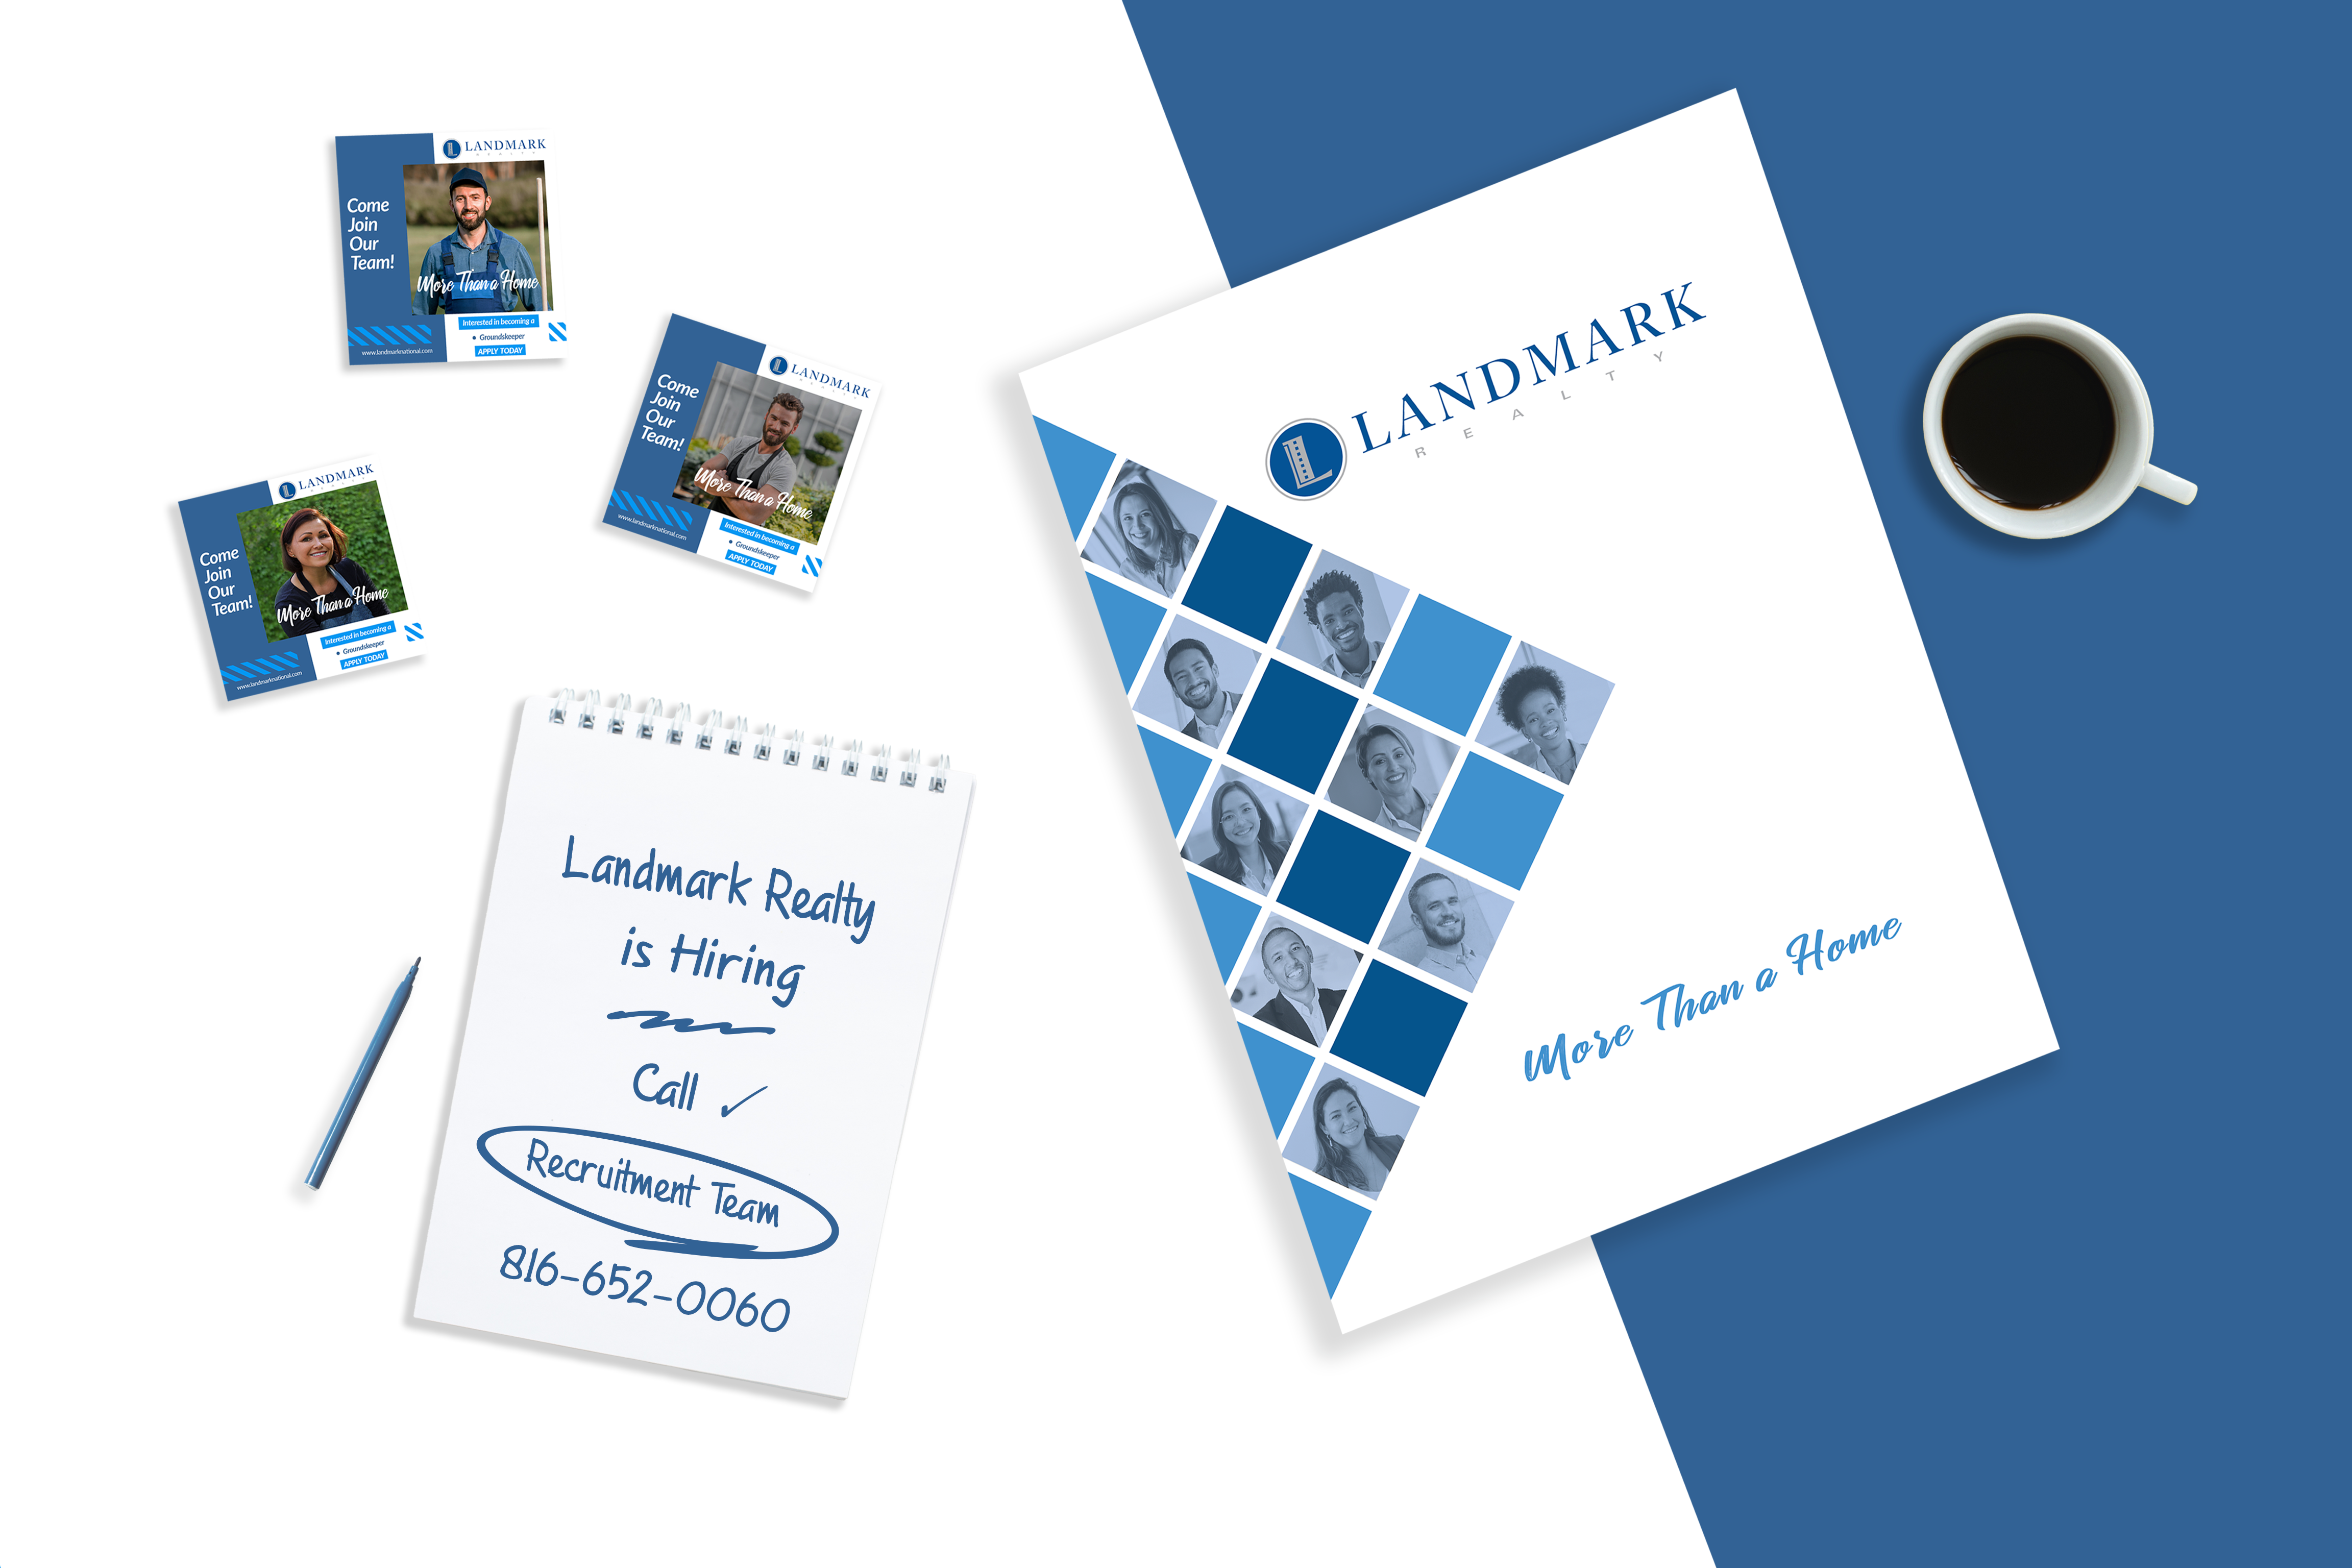 LANDMARK
REALTY
Come
Join
Our
Team!
More Than a Home
Interested in becoming a
• Groundskeeper
APPLY TODAY
www.landmarknational.com
LANDMARK
REALTY
Come
Join
Our
Team!
More Than a Home
Interested in becoming a
• Groundskeeper
APPLY TODAY
www.landmarknational.com
LANDMARK
REALTY
Come
Join
Our
Team!
More Than a Home
Interested in becoming a
• Groundskeeper
APPLY TODAY
www.landmarknational.com
Landmark Realty
is Hiring
Call ✓
Recruitment Team
816-652-0060
L LANDMARK
REALTY
More Than a Home